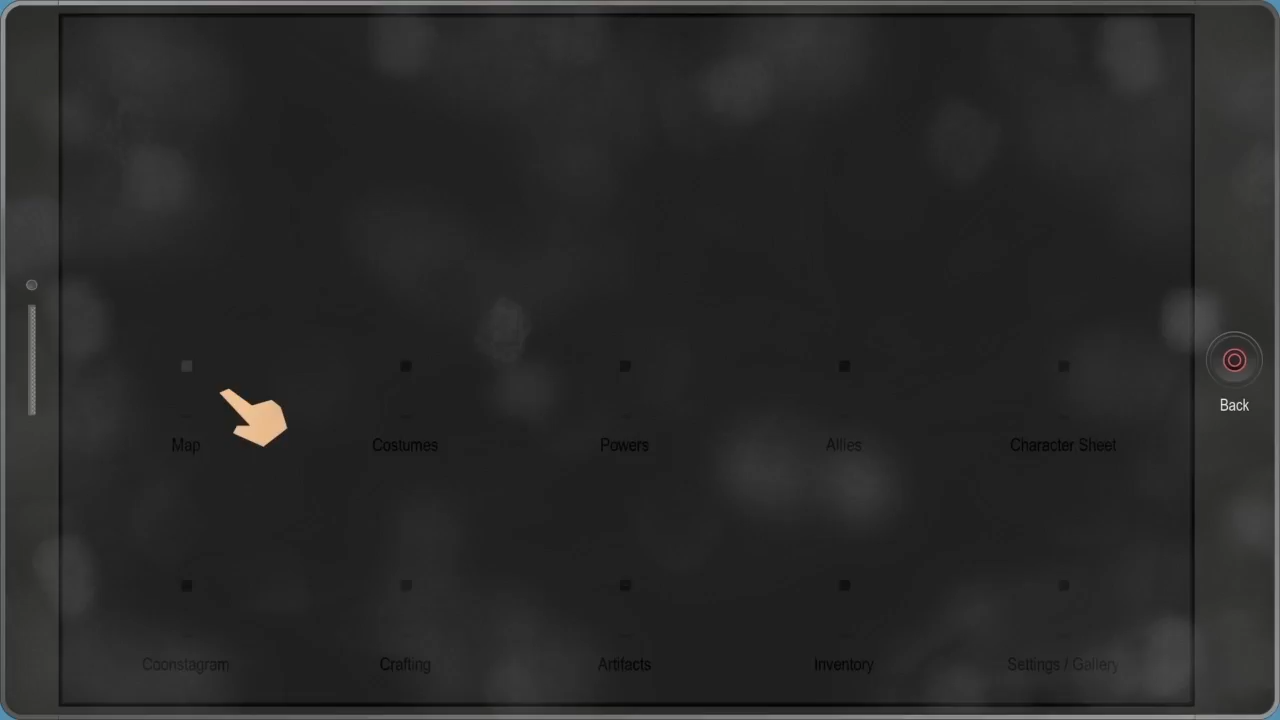 Map
Costumes
Powers
Allies
Character Sheet
Back
Coonstagram
Crafting
Artifacts
Inventory
Settings / Gallery